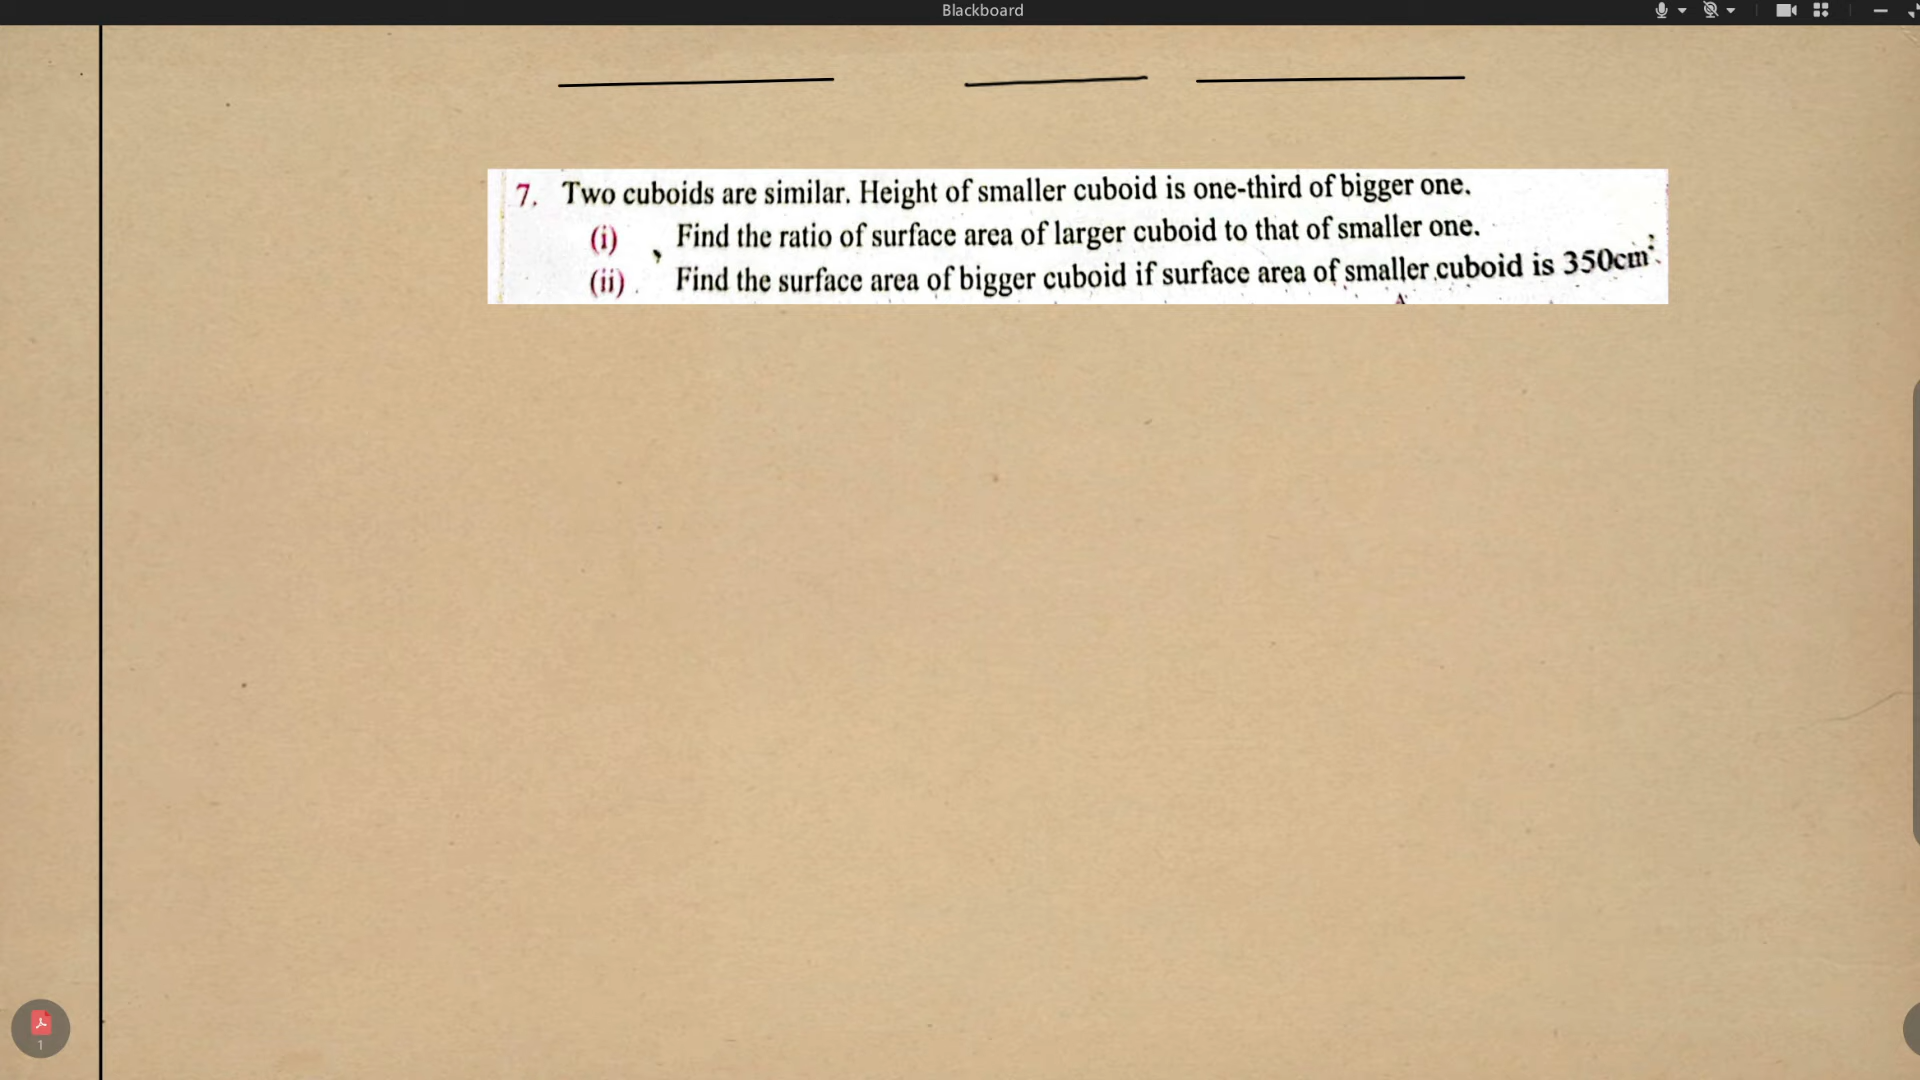 Blackboard
7. Two cuboids are similar. Height of smaller cuboid is one-third of bigger one.
(i) Find the ratio of surface area of larger cuboid to that of smaller one.
(ii) Find the surface area of bigger cuboid if surface area of smaller cuboid is 350cm².
1